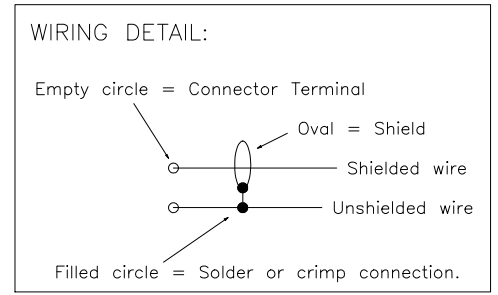 WIRING DETAIL:
Empty circle = Connector Terminal
Oval = Shield
Shielded wire
Unshielded wire
Filled circle = Solder or crimp connection.